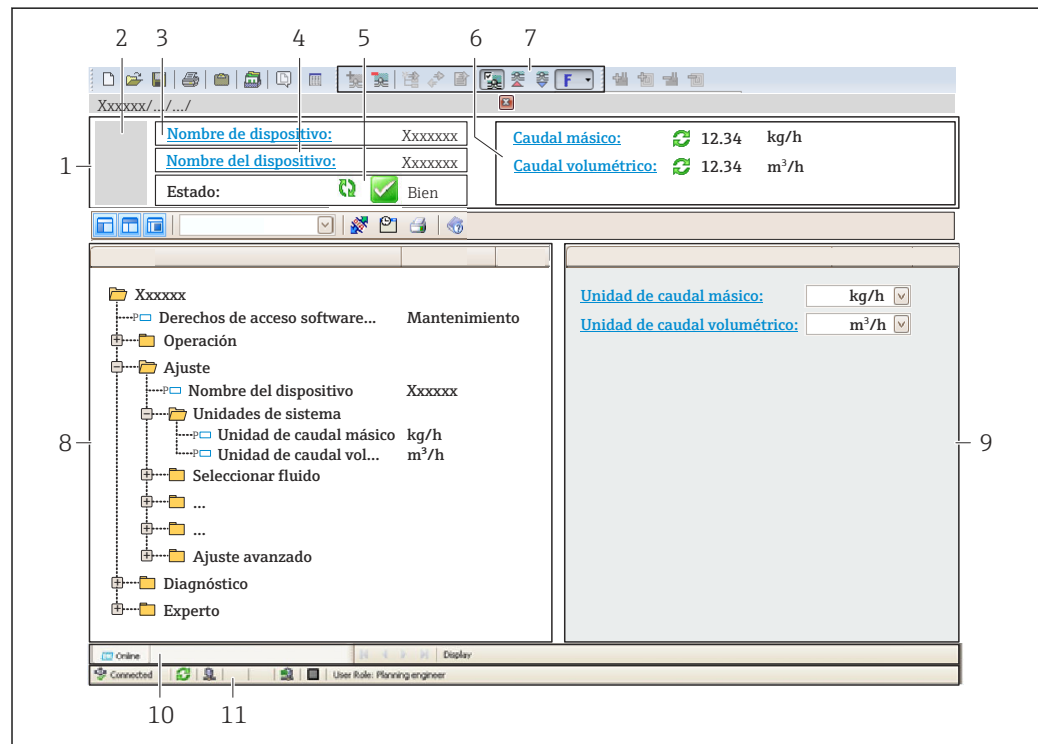 2 3 4 5 6 7
F
Xxxxxx/.../.../
1
Nombre de dispositivo: Xxxxxxx
Nombre del dispositivo: Xxxxxxx
Estado: Bien
Caudal másico: 12.34 kg/h
Caudal volumétrico: 12.34 m³/h
Xxxxxx
P Derechos de acceso software... Mantenimiento
Operación
Ajuste
P Nombre del dispositivo Xxxxxx
Unidades de sistema
P Unidad de caudal másico kg/h
P Unidad de caudal vol... m³/h
Seleccionar fluido
...
...
Ajuste avanzado
Diagnóstico
Experto
8
Unidad de caudal másico: kg/h
Unidad de caudal volumétrico: m³/h
9
Online Display
Connected User Role: Planning engineer
10 11